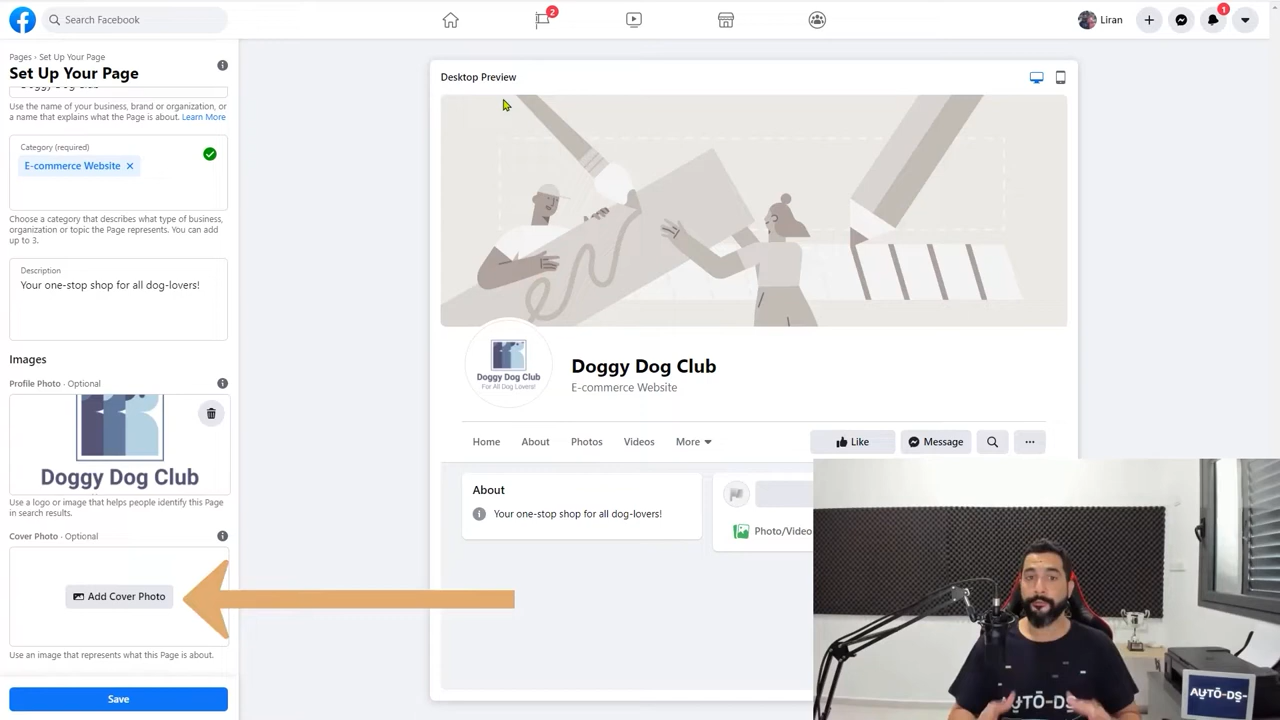 Search Facebook
2
Liran
1
Pages › Set Up Your Page
Set Up Your Page
Use the name of your business, brand or organization, or
a name that explains what the Page is about. Learn More
Category (required)
E-commerce Website
Choose a category that describes what type of business,
organization or topic the Page represents. You can add
up to 3.
Description
Your one-stop shop for all dog-lovers!
Images
Profile Photo · Optional
Doggy Dog Club
Use a logo or image that helps people identify this Page
in search results.
Cover Photo · Optional
Add Cover Photo
Use an image that represents what this Page is about.
Save
Desktop Preview
Doggy Dog Club
For All Dog Lovers!
Doggy Dog Club
E-commerce Website
Home About Photos Videos More
Like Message
About
Your one-stop shop for all dog-lovers!
Photo/Video
AUTO-DS-
AUTO-DS-